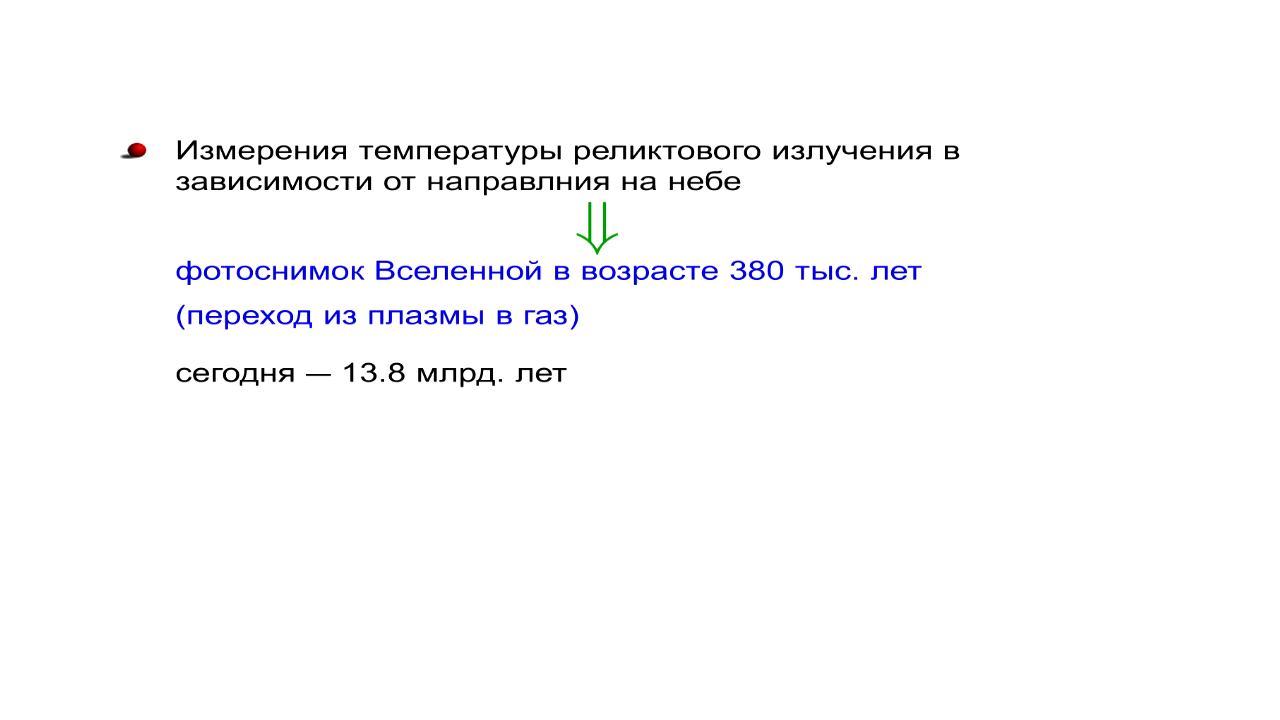 Измерения температуры реликтового излучения в
зависимости от направлния на небе
⇓
фотоснимок Вселенной в возрасте 380 тыс. лет
(переход из плазмы в газ)
сегодня — 13.8 млрд. лет